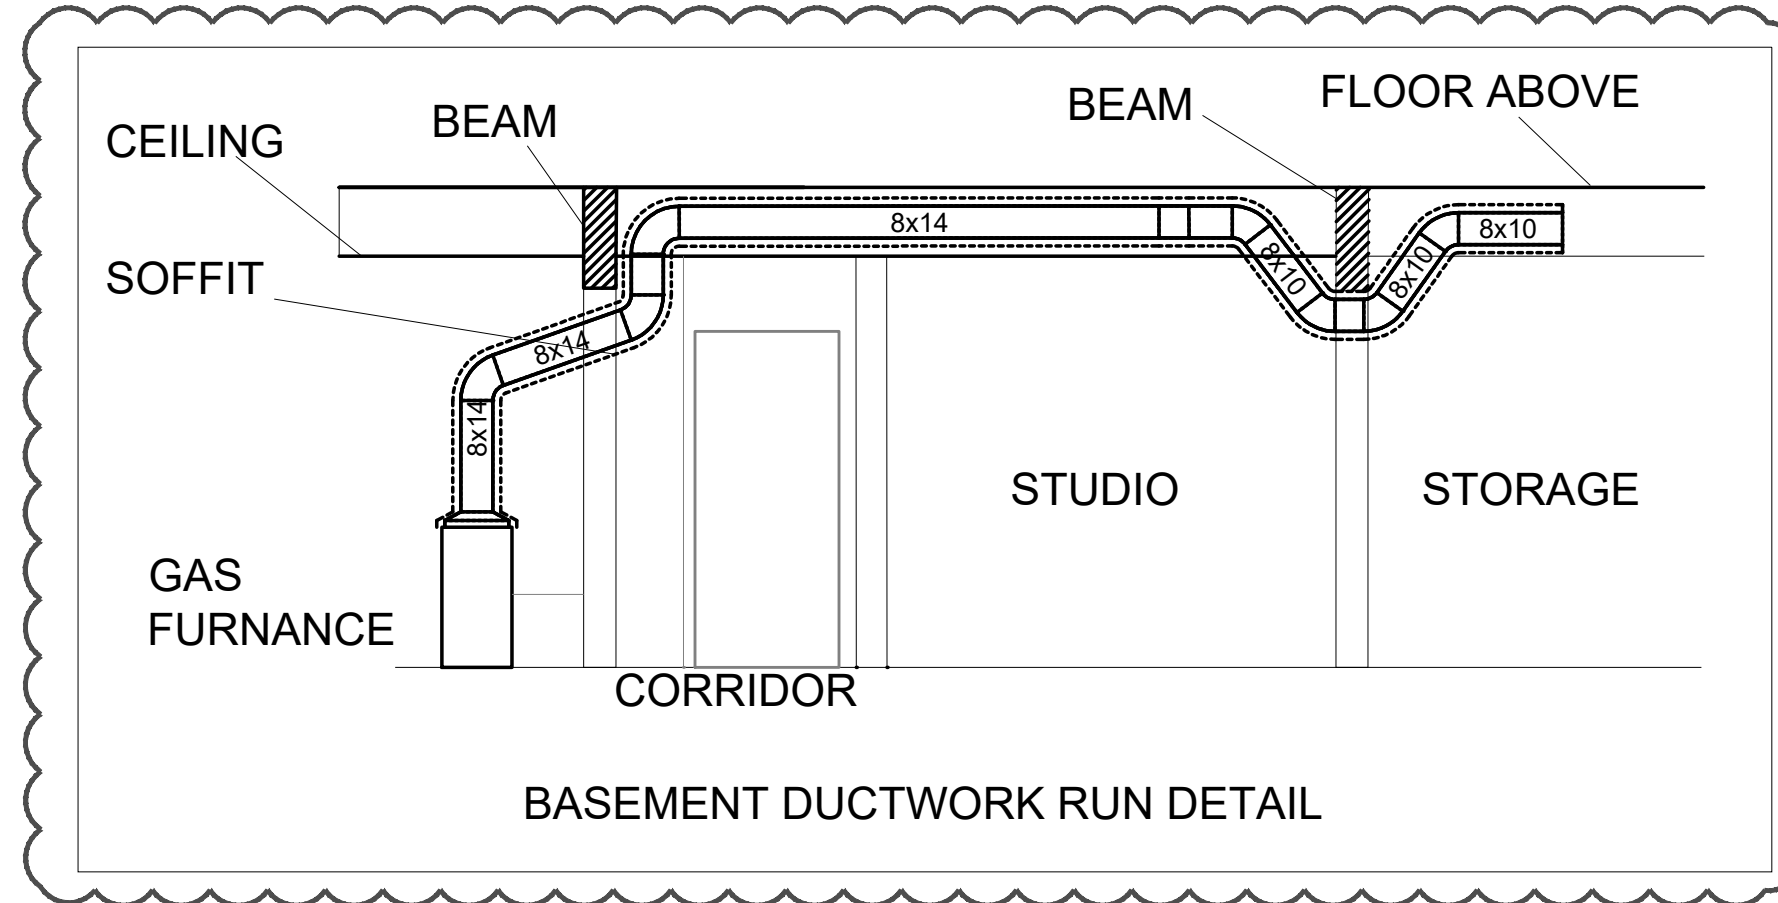 FLOOR ABOVE
BEAM
BEAM
CEILING
8x14
8x10
8x10
8x10
SOFFIT
8x14
8x14
STUDIO
STORAGE
GAS
FURNANCE
CORRIDOR
BASEMENT DUCTWORK RUN DETAIL